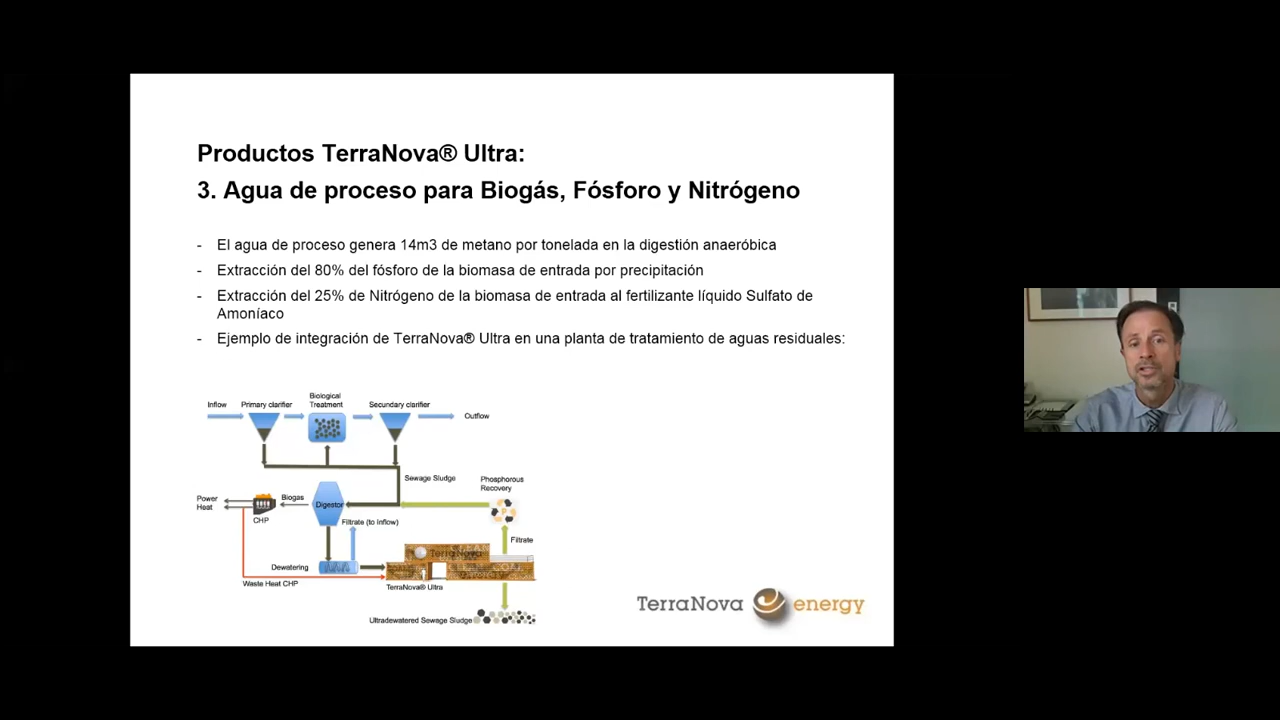 Productos TerraNova® Ultra:
3. Agua de proceso para Biogás, Fósforo y Nitrógeno
- El agua de proceso genera 14m3 de metano por tonelada en la digestión anaeróbica
- Extracción del 80% del fósforo de la biomasa de entrada por precipitación
- Extracción del 25% de Nitrógeno de la biomasa de entrada al fertilizante líquido Sulfato de
Amoníaco
- Ejemplo de integración de TerraNova® Ultra en una planta de tratamiento de aguas residuales:
Inflow
Primary clarifier
Biological
Treatment
Secundary clarifier
Outflow
Sewage Sludge
Phosphorous
Recovery
Power
Heat
Biogas
CHP
Digestor
P
Filtrate (to Inflow)
Filtrate
TerraNova
Dewatering
Waste Heat CHP
TerraNova® Ultra
Ultradewatered Sewage Sludge
TerraNova energy